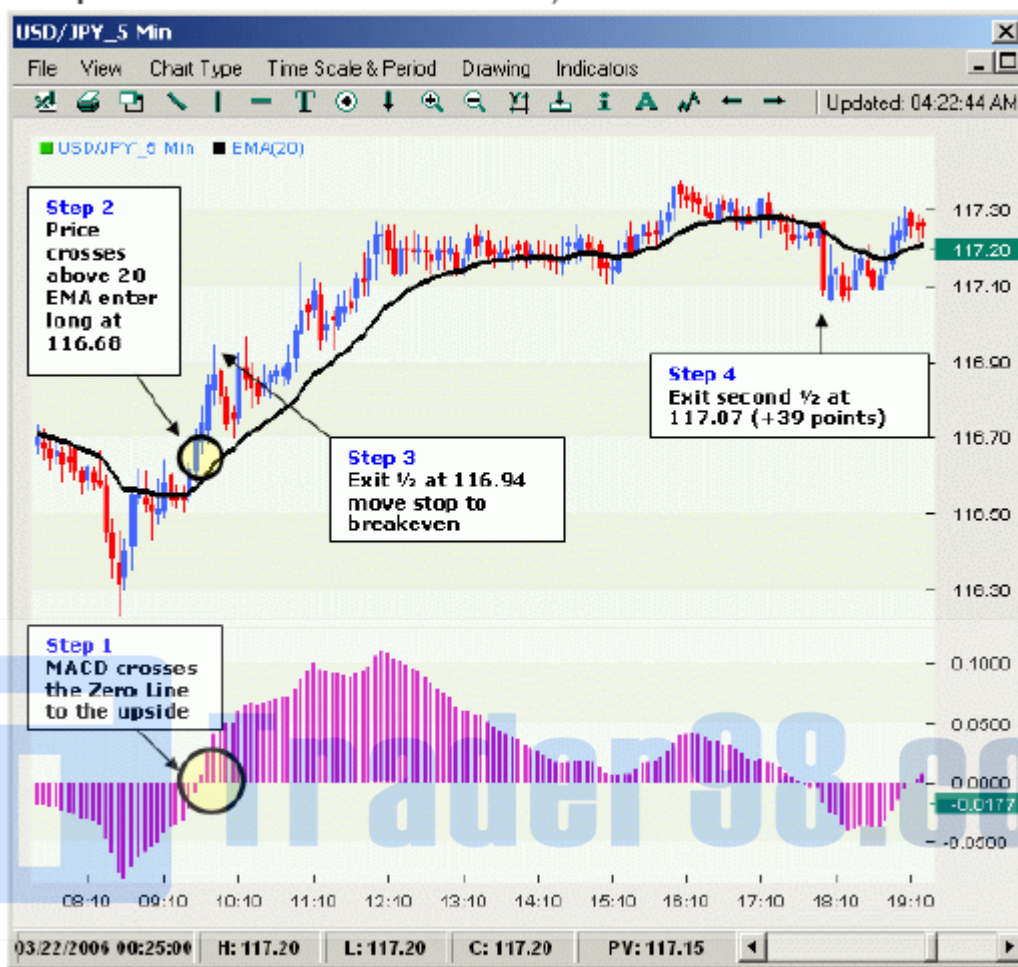 USD/JPY_5 Min
File View Chart Type Time Scale & Period Drawing Indicators
Updated: 04:22:44 AM
USD/JPY_5 Min EMA(20)
Step 2
Price
crosses
above 20
EMA enter
long at
116.68
Step 3
Exit ½ at 116.94
move stop to
breakeven
Step 4
Exit second ½ at
117.07 (+39 points)
117.30
117.20
117.10
116.90
116.70
116.50
116.30
Step 1
MACD crosses
the Zero Line
to the upside
0.1000
0.0500
0.0000
-0.0177
-0.0500
Trader98.co
08:10 09:10 10:10 11:10 12:10 13:10 14:10 15:10 16:10 17:10 18:10 19:10
03/22/2006 00:25:00 H: 117.20 L: 117.20 C: 117.20 PV: 117.15